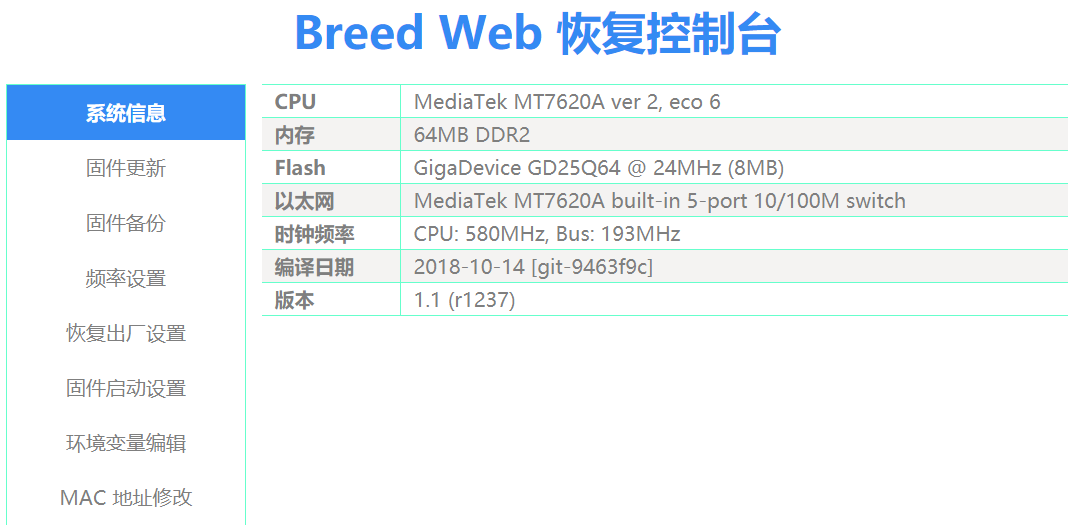 Breed Web 恢复控制台
系统信息
固件更新
固件备份
频率设置
恢复出厂设置
固件启动设置
环境变量编辑
MAC 地址修改
CPU MediaTek MT7620A ver 2, eco 6
内存 64MB DDR2
Flash GigaDevice GD25Q64 @ 24MHz (8MB)
以太网 MediaTek MT7620A built-in 5-port 10/100M switch
时钟频率 CPU: 580MHz, Bus: 193MHz
编译日期 2018-10-14 [git-9463f9c]
版本 1.1 (r1237)